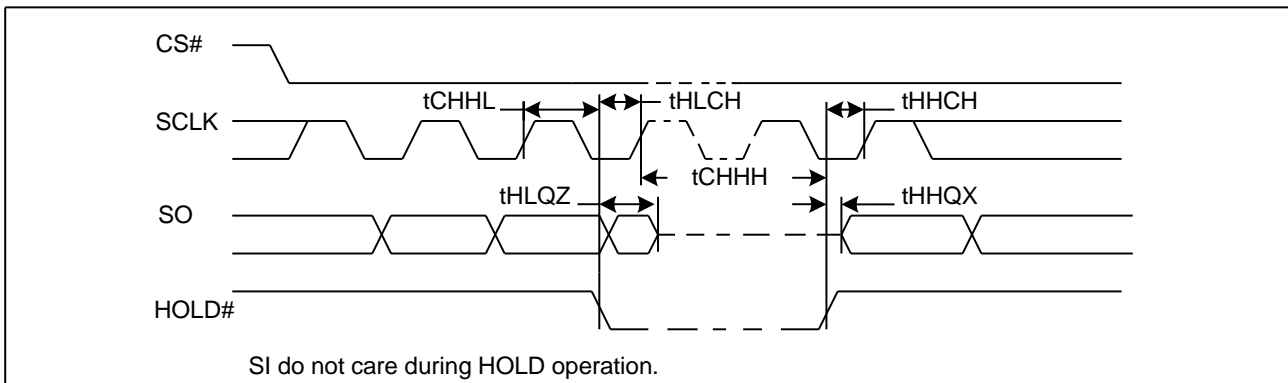 CS#
tCHHL
tHLCH
tHHCH
SCLK
tCHHH
tHLQZ
tHHQX
SO
HOLD#
SI do not care during HOLD operation.